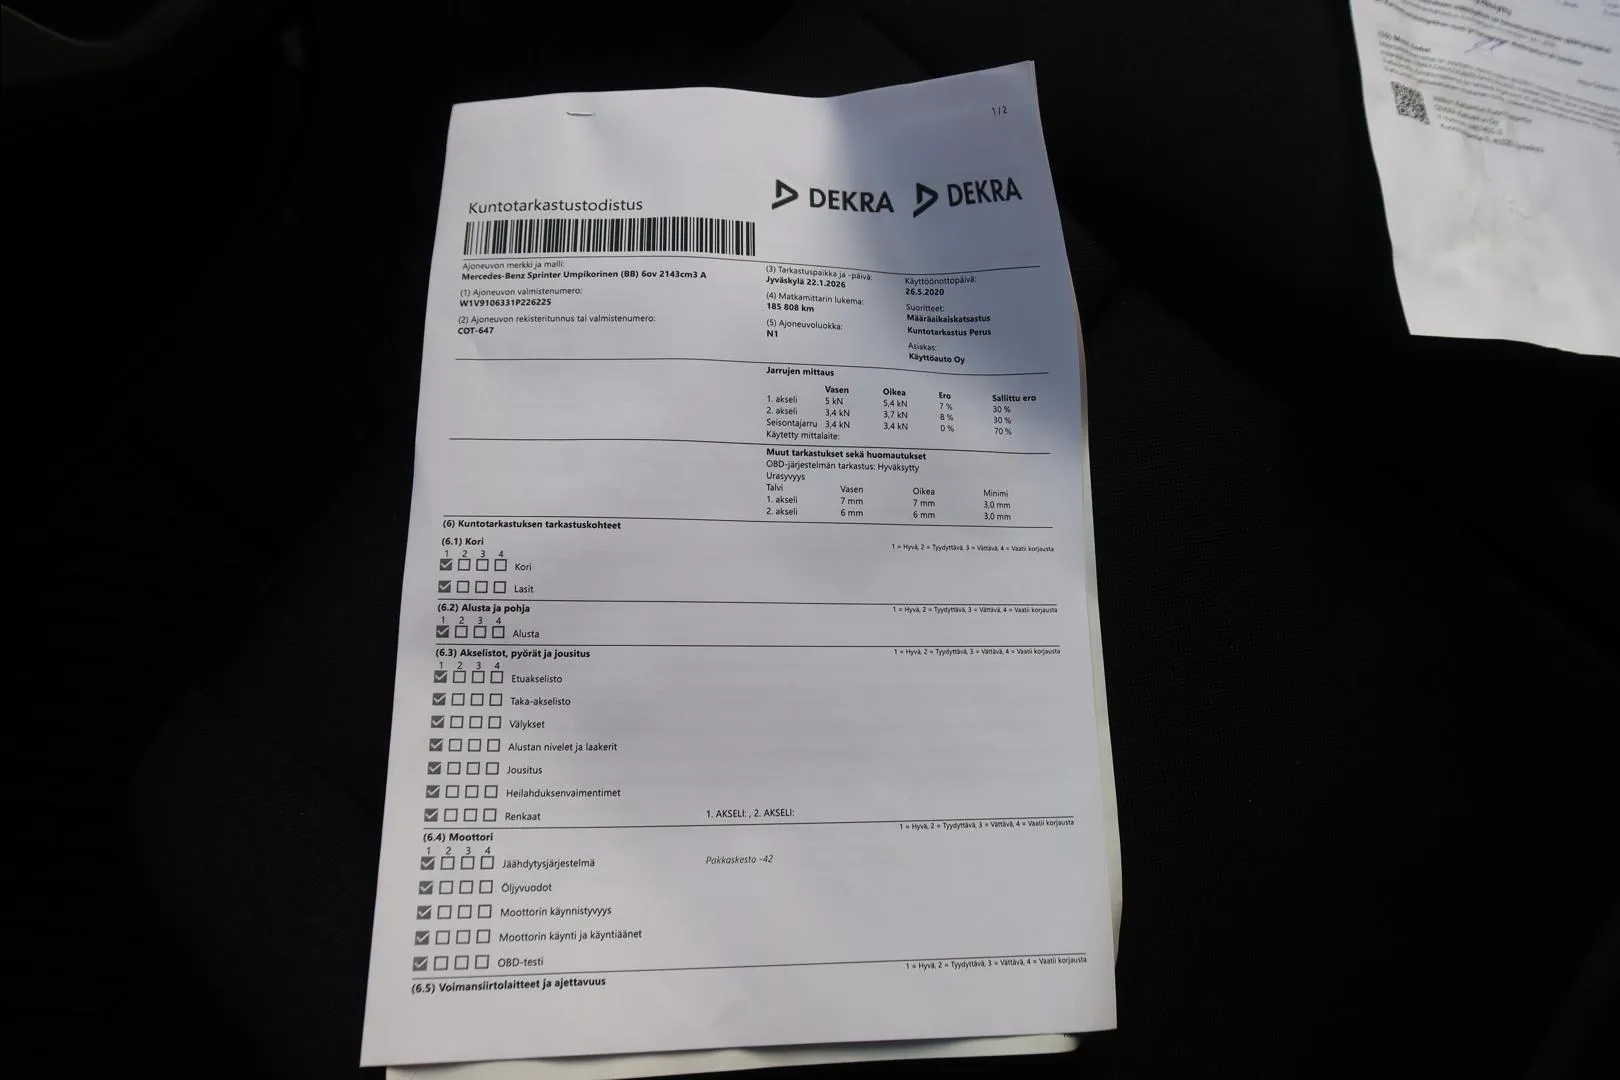 1/2
DEKRA DEKRA
Kuntotarkastustodistus
Ajoneuvon merkki ja malli:
Mercedes-Benz Sprinter Umpikorinen (BB) 6ov 2143cm3 A
(1) Ajoneuvon valmistenumero:
W1V9106331P226225
(2) Ajoneuvon rekisteritunnus tai valmistenumero:
COT-647
(3) Tarkastuspaikka ja -päivä:
Jyväskylä 22.1.2026
(4) Matkamittarin lukema:
185 808 km
(5) Ajoneuvoluokka:
N1
Käyttöönottopäivä:
26.5.2020
Suoritteet:
Määräaikaiskatsastus
Kuntotarkastus Perus
Asiakas:
Käyttöauto Oy
Jarrujen mittaus
Vasen Oikea Ero Sallittu ero
1. akseli 5 kN 5,4 kN 7 % 30 %
2. akseli 3,4 kN 3,7 kN 8 % 30 %
Seisontajarru 3,4 kN 3,4 kN 0 % 70 %
Käytetty mittalaite:
Muut tarkastukset sekä huomautukset
OBD-järjestelmän tarkastus: Hyväksytty
Urasyvyys
Talvi Vasen Oikea Minimi
1. akseli 7 mm 7 mm 3,0 mm
2. akseli 6 mm 6 mm 3,0 mm
(6) Kuntotarkastuksen tarkastuskohteet
(6.1) Kori
1 = Hyvä, 2 = Tyydyttävä, 3 = Välttävä, 4 = Vaatii korjausta
1 2 3 4
Kori
Lasit
(6.2) Alusta ja pohja
1 = Hyvä, 2 = Tyydyttävä, 3 = Välttävä, 4 = Vaatii korjausta
1 2 3 4
Alusta
(6.3) Akselistot, pyörät ja jousitus
1 = Hyvä, 2 = Tyydyttävä, 3 = Välttävä, 4 = Vaatii korjausta
1 2 3 4
Etuakselisto
Taka-akselisto
Välykset
Alustan nivelet ja laakerit
Jousitus
Heilahduksenvaimentimet
Renkaat 1. AKSELI: , 2. AKSELI:
(6.4) Moottori
1 = Hyvä, 2 = Tyydyttävä, 3 = Välttävä, 4 = Vaatii korjausta
1 2 3 4
Jäähdytysjärjestelmä Pakkaskesto -42
Öljyvuodot
Moottorin käynnistyvyys
Moottorin käynti ja käyntiäänet
OBD-testi
(6.5) Voimansiirtolaitteet ja ajettavuus
1 = Hyvä, 2 = Tyydyttävä, 3 = Välttävä, 4 = Vaatii korjausta